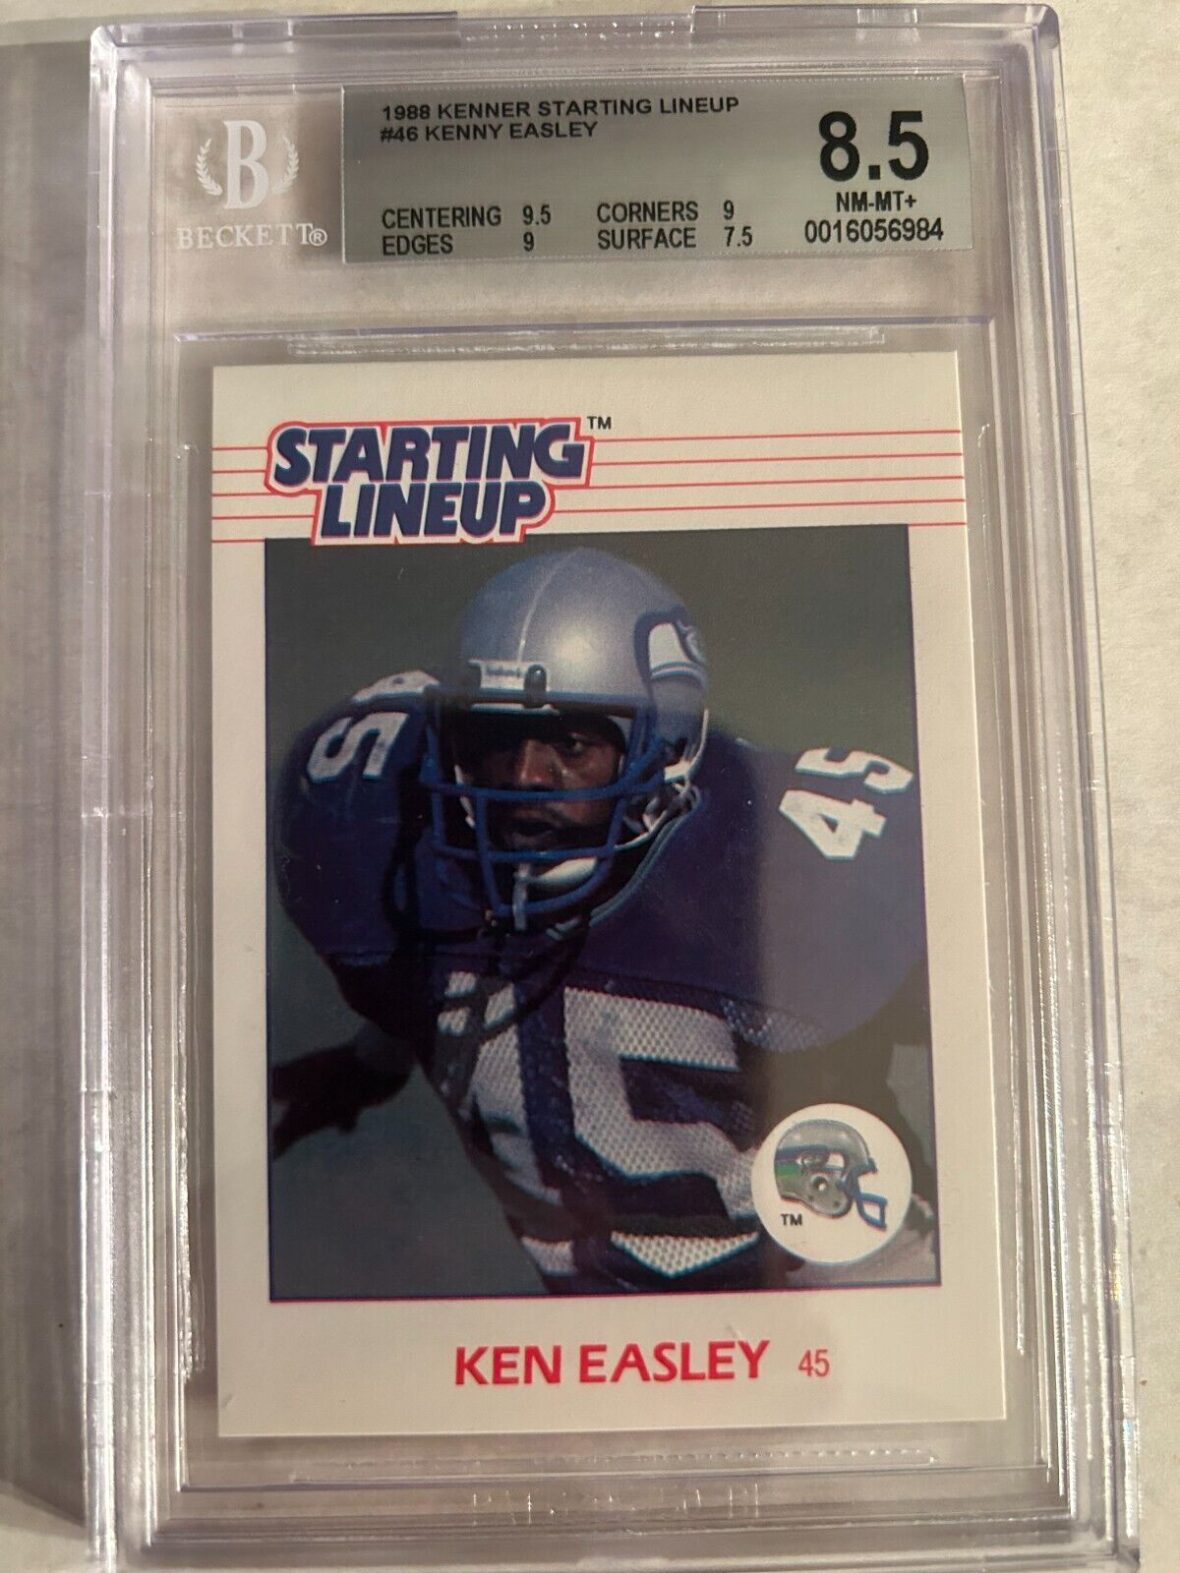 B
BECKETT®
1988 KENNER STARTING LINEUP
#46 KENNY EASLEY
8.5
NM-MT+
0016056984
CENTERING 9.5 CORNERS 9
EDGES 9 SURFACE 7.5
STARTING TM
LINEUP
45
45
45
TM
KEN EASLEY 45